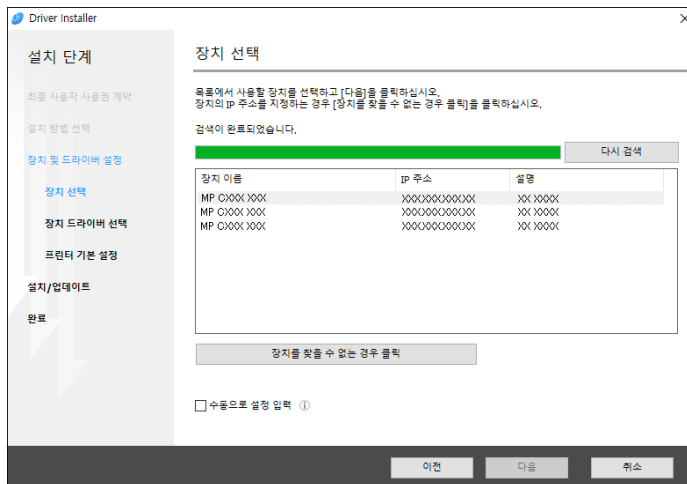 Driver Installer
설치 단계
최종 사용자 사용권 계약
설치 방법 선택
장치 및 드라이버 설정
장치 선택
장치 드라이버 선택
프린터 기본 설정
설치/업데이트
완료
장치 선택
목록에서 사용할 장치를 선택하고 [다음]을 클릭하십시오.
장치의 IP 주소를 지정하는 경우 [장치를 찾을 수 없는 경우 클릭]을 클릭하십시오.
검색이 완료되었습니다.
다시 검색
장치 이름 IP 주소 설명
MP CXXX XXX XXX.XXX.XXX.XX XX XXXX
MP CXXX XXX XXX.XXX.XXX.XX XX XXXX
MP CXXX XXX XXX.XXX.XXX.XX XX XXXX
장치를 찾을 수 없는 경우 클릭
수동으로 설정 입력
이전 다음 취소